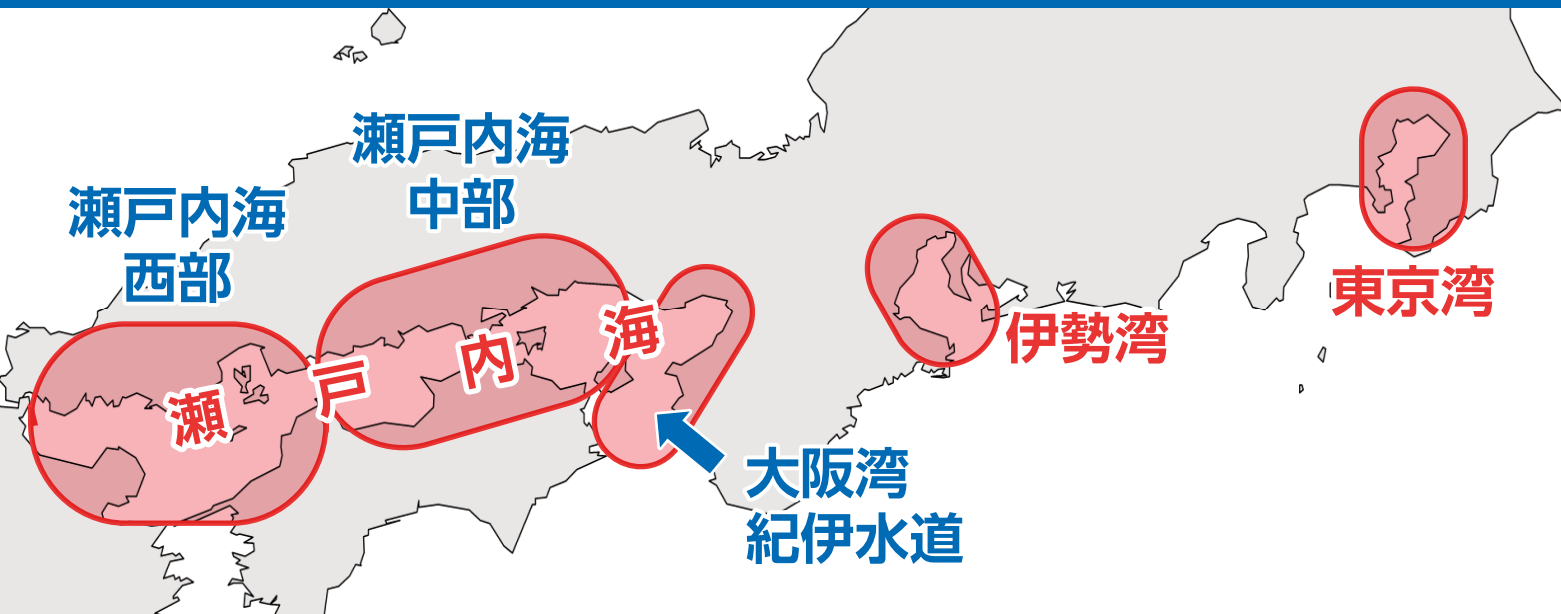 瀬戸内海
中部
瀬戸内海
西部
瀬戸内海
伊勢湾
東京湾
大阪湾
紀伊水道